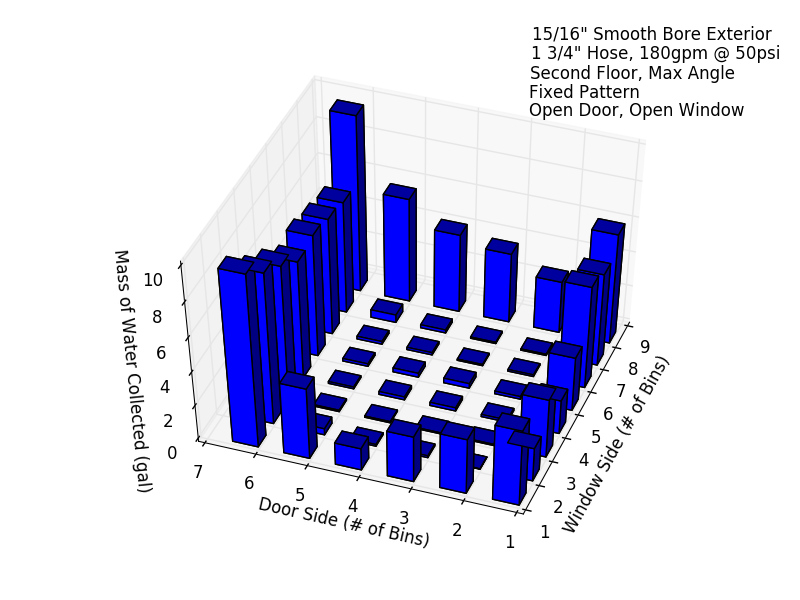 15/16" Smooth Bore Exterior
1 3/4" Hose, 180gpm @ 50psi
Second Floor, Max Angle
Fixed Pattern
Open Door, Open Window
Mass of Water Collected (gal)
10
8
6
4
2
0
7
6
5
4
3
2
1
Door Side (# of Bins)
9
8
7
6
5
4
3
2
1
Window Side (# of Bins)